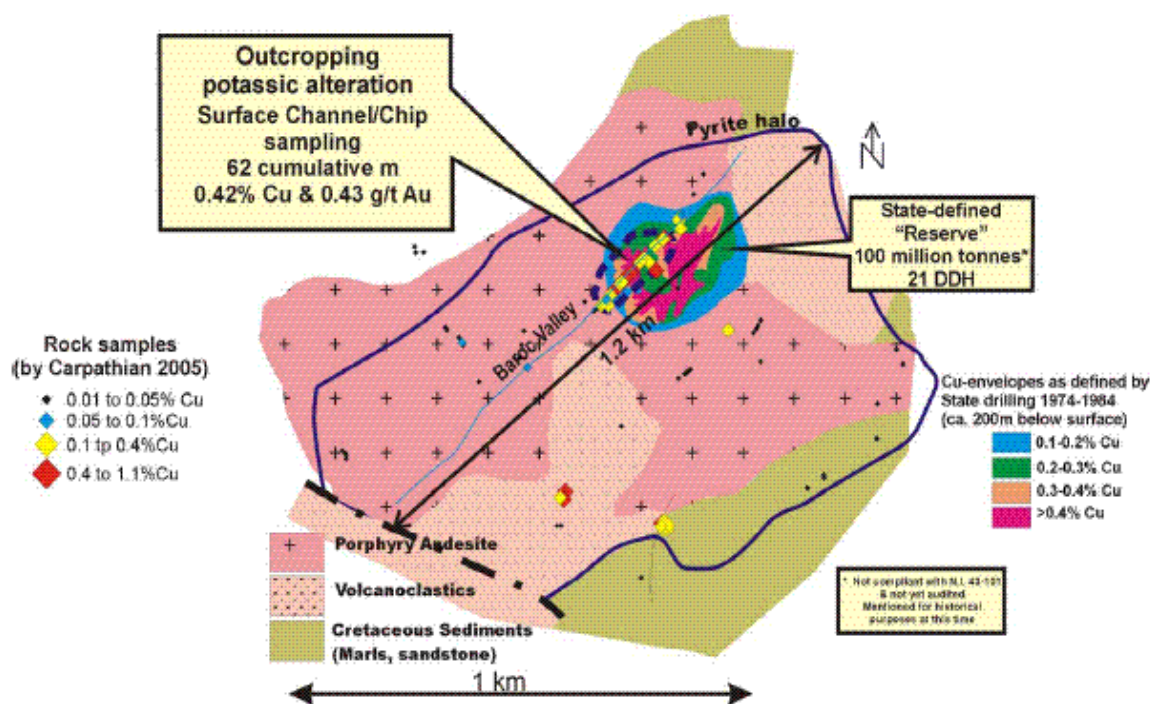 Outcropping
potassic alteration
Surface Channel/Chip
sampling
62 cumulative m
0.42% Cu & 0.43 g/t Au
Pyrite halo
N
State-defined
"Reserve"
100 million tonnes*
21 DDH
1.2 km
Valley
Rock samples
(by Carpathian 2005)
0.01 to 0.05% Cu
0.05 to 0.1%Cu
0.1 tp 0.4%Cu
0.4 to 1.1%Cu
Cu-envelopes as defined by
State drilling 1974-1984
(ca. 200m below surface)
0.1-0.2% Cu
0.2-0.3% Cu
0.3-0.4% Cu
>0.4% Cu
Porphyry Andesite
Volcanoclastics
Cretaceous Sediments
(Marls, sandstone)
* Not compliant with N.I. 43-101
& not yet audited
Mentioned for historical
purposes at this time
1 km